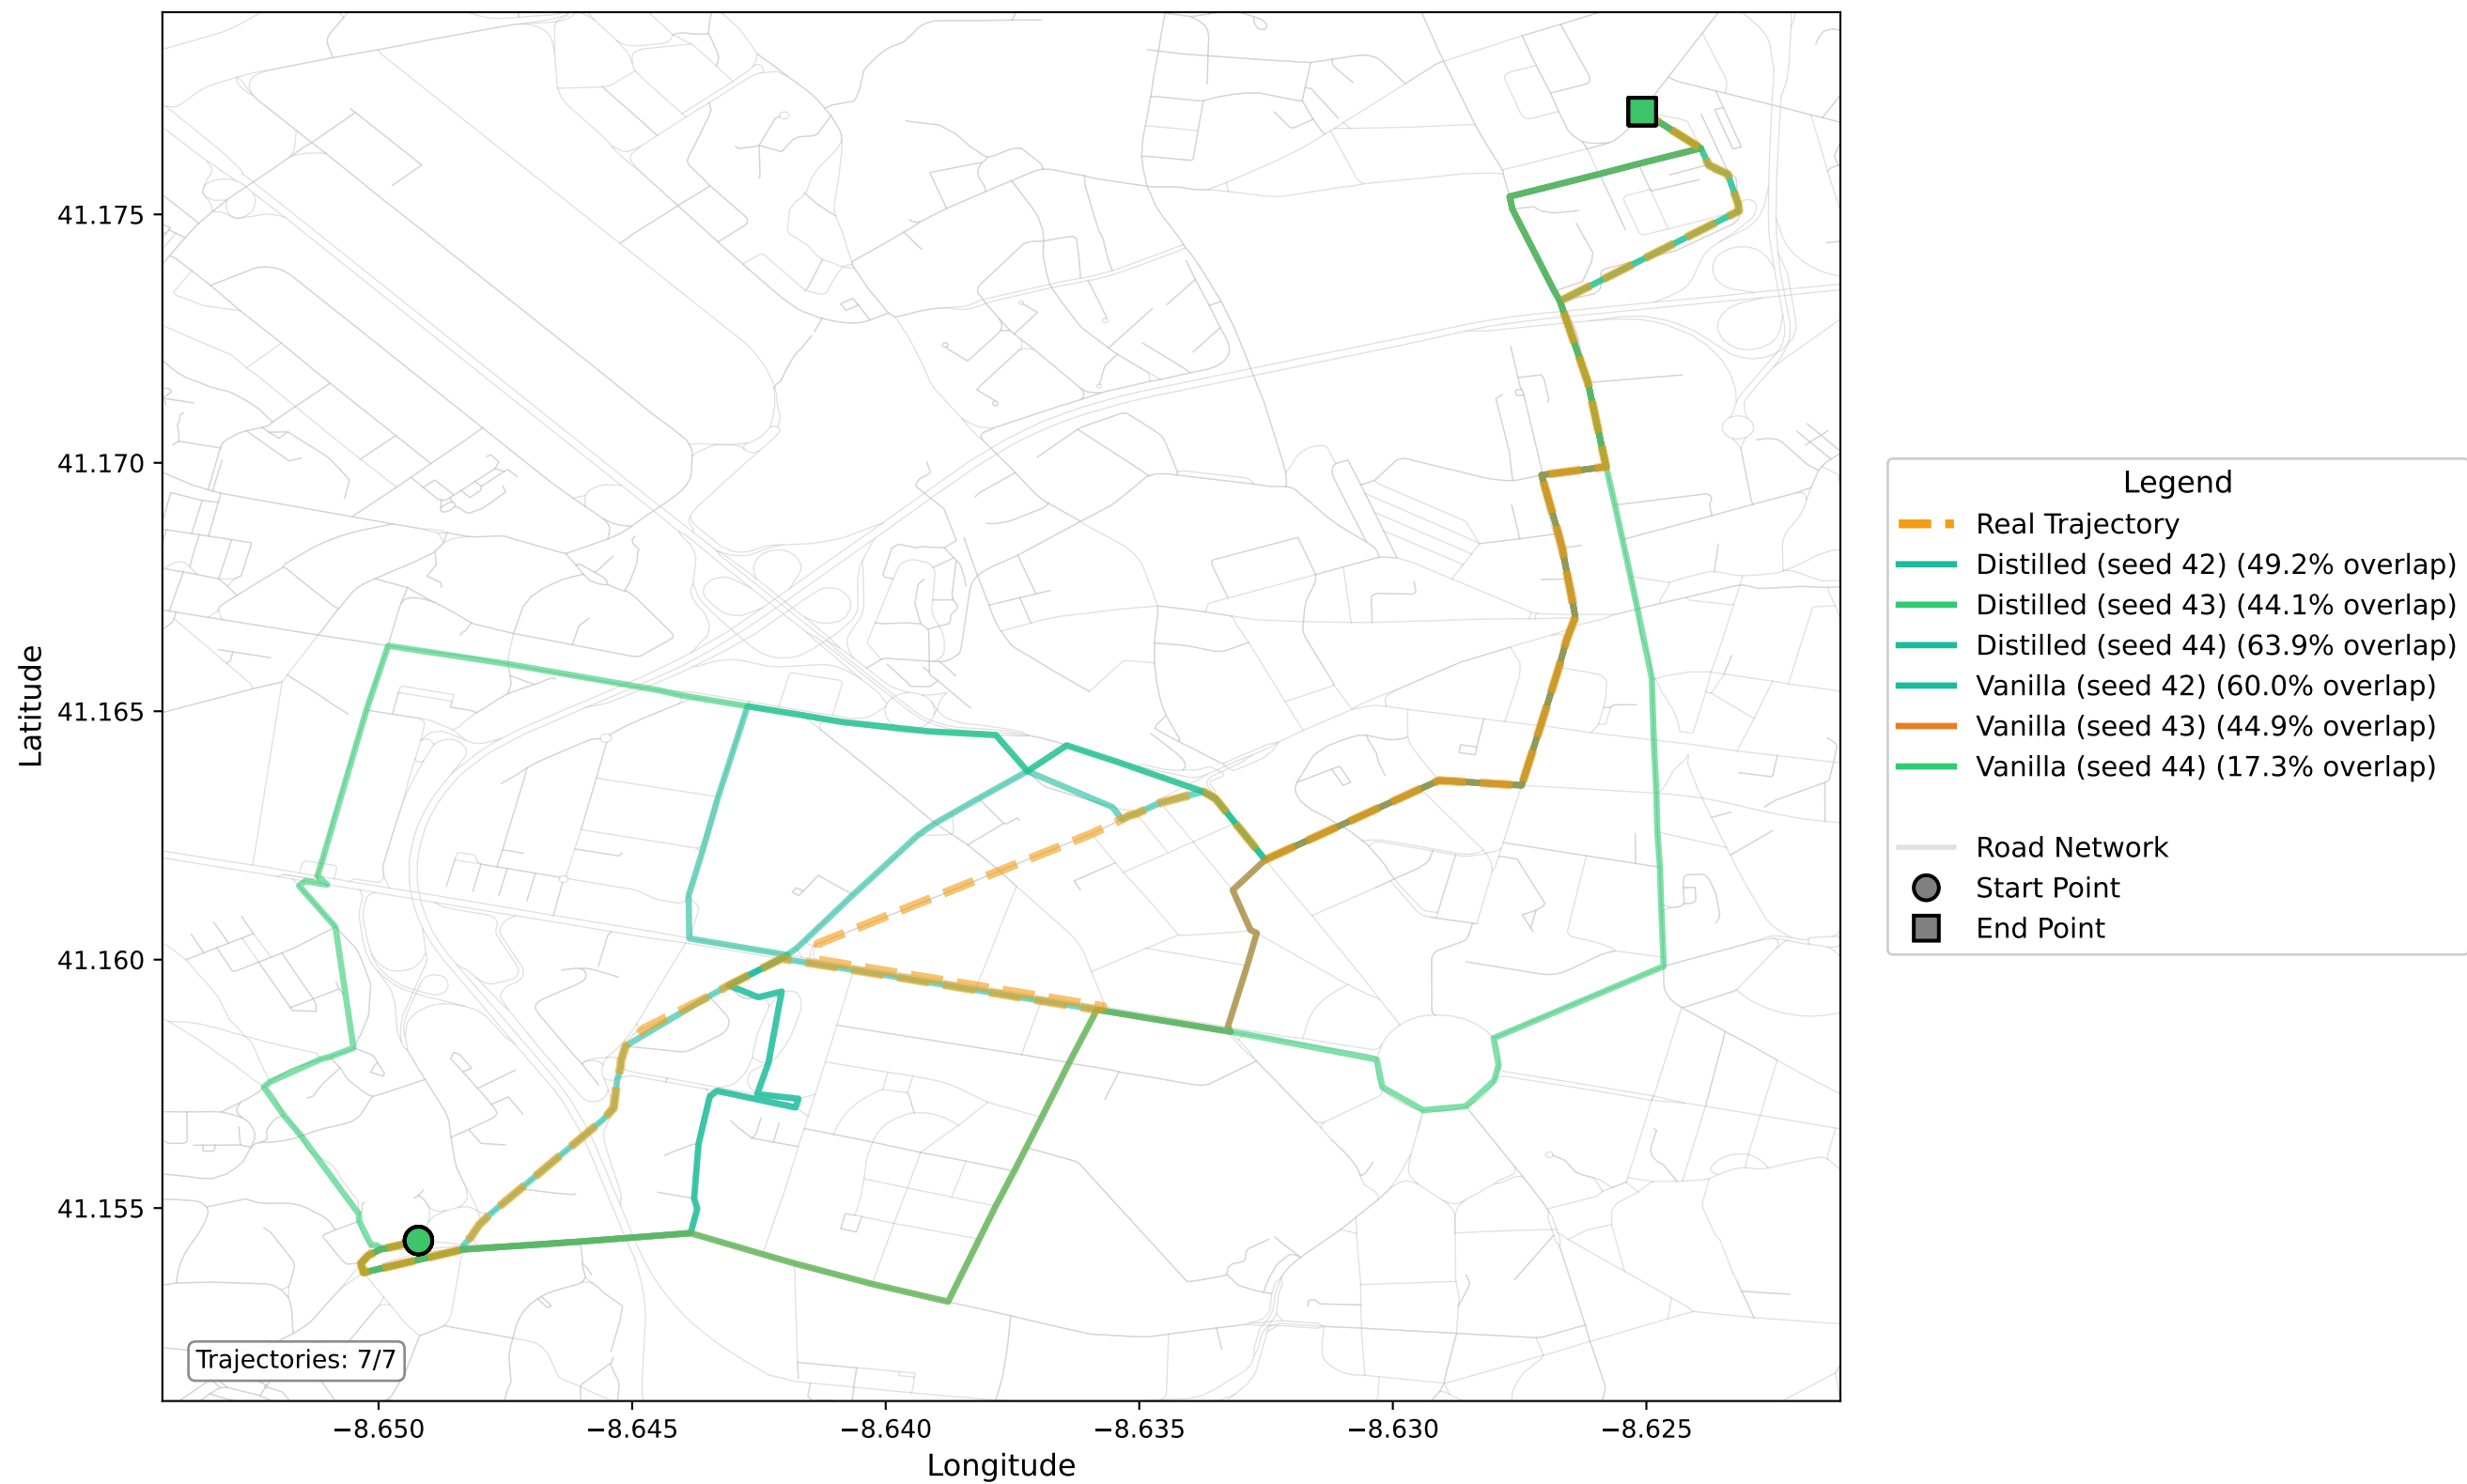 41.175
41.170
41.165
41.160
41.155
Latitude
−8.650
−8.645
−8.640
−8.635
−8.630
−8.625
Longitude
Trajectories: 7/7
Legend
Real Trajectory
Distilled (seed 42) (49.2% overlap)
Distilled (seed 43) (44.1% overlap)
Distilled (seed 44) (63.9% overlap)
Vanilla (seed 42) (60.0% overlap)
Vanilla (seed 43) (44.9% overlap)
Vanilla (seed 44) (17.3% overlap)
Road Network
Start Point
End Point